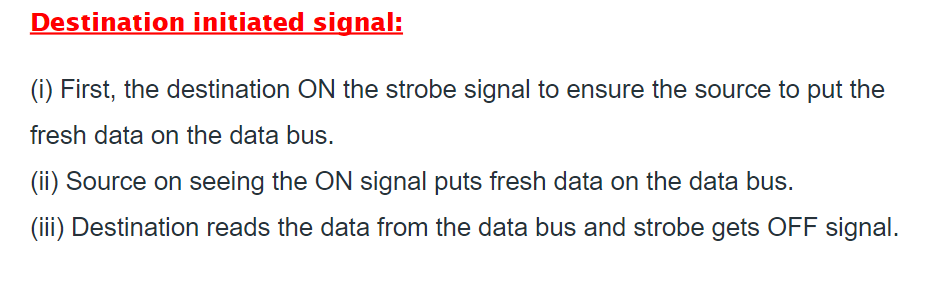 Destination initiated signal:
(i) First, the destination ON the strobe signal to ensure the source to put the
fresh data on the data bus.
(ii) Source on seeing the ON signal puts fresh data on the data bus.
(iii) Destination reads the data from the data bus and strobe gets OFF signal.